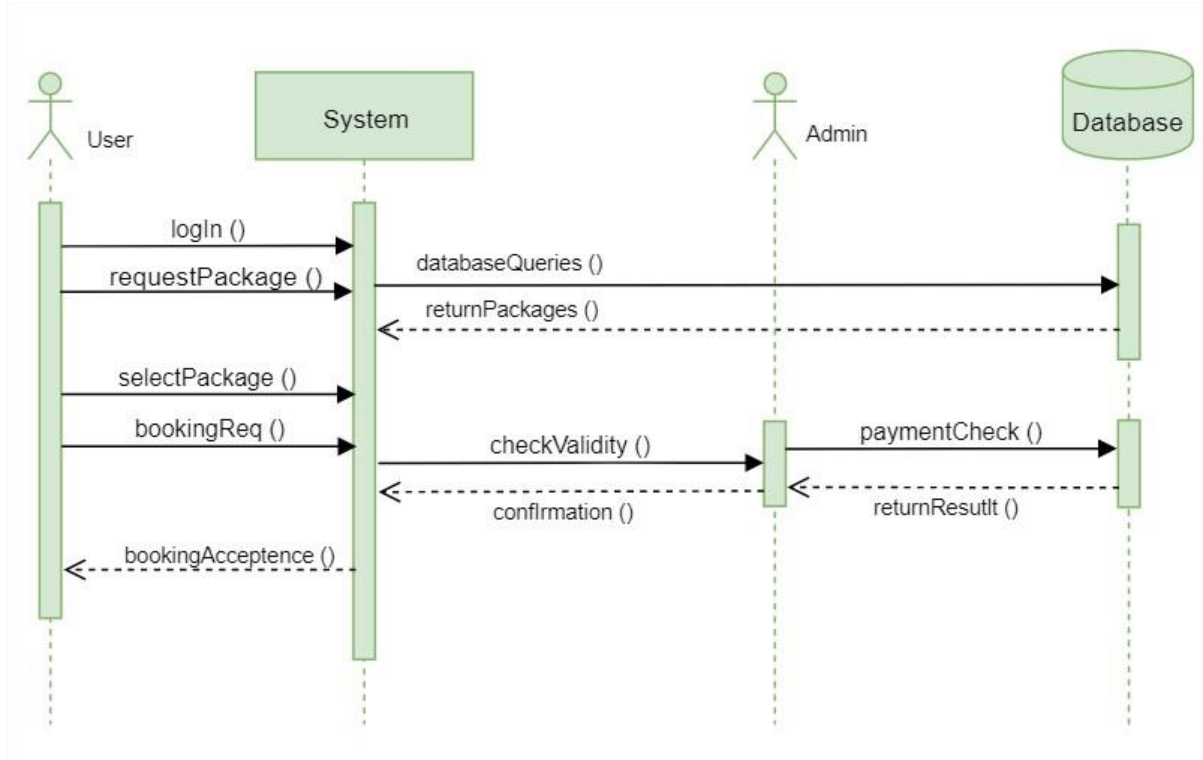 User
System
Admin
Database
logIn ()
requestPackage ()
databaseQueries ()
returnPackages ()
selectPackage ()
bookingReq ()
checkValidity ()
paymentCheck ()
confIrmation ()
returnResutlt ()
bookingAcceptence ()